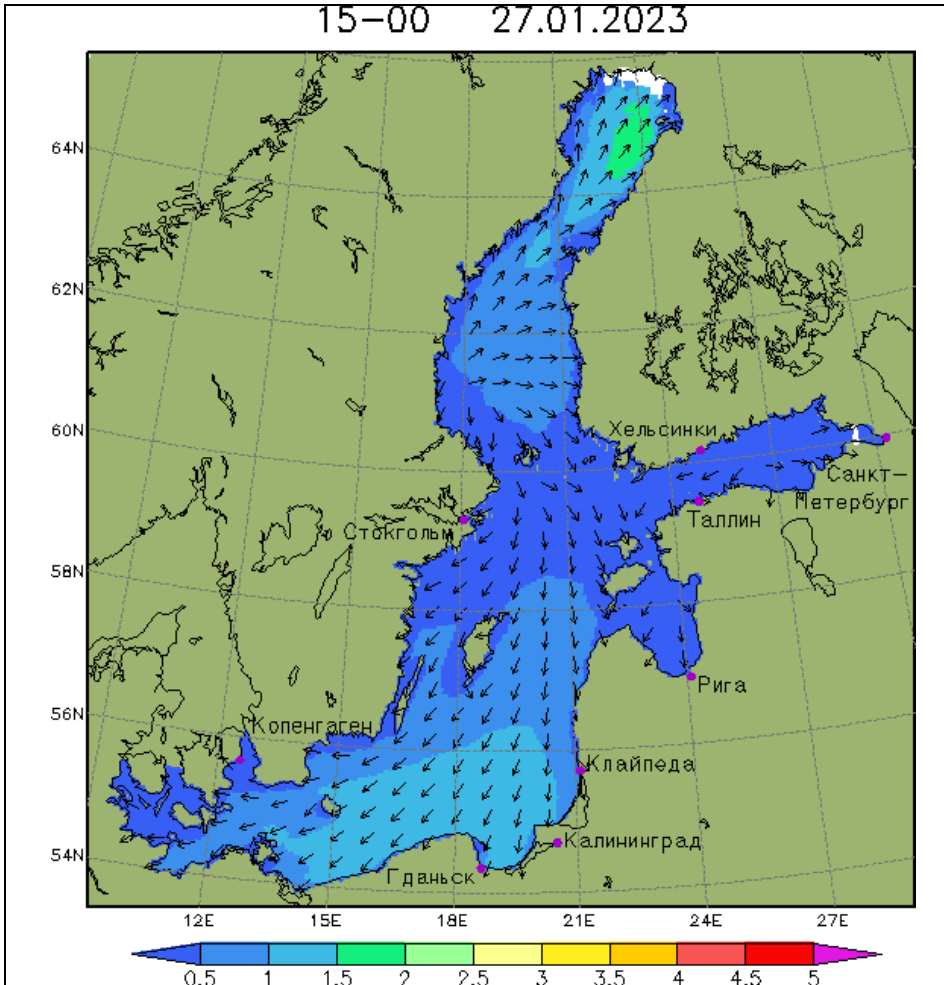 15-00 27.01.2023
64N
62N
60N
58N
56N
54N
Хельсинки
Санкт-
Петербург
Таллин
Стокгольм
Рига
Копенгаген
Клайпеда
Калининград
Гданьск
12E 15E 18E 21E 24E 27E
0.5 1 1.5 2 2.5 3 3.5 4 4.5 5